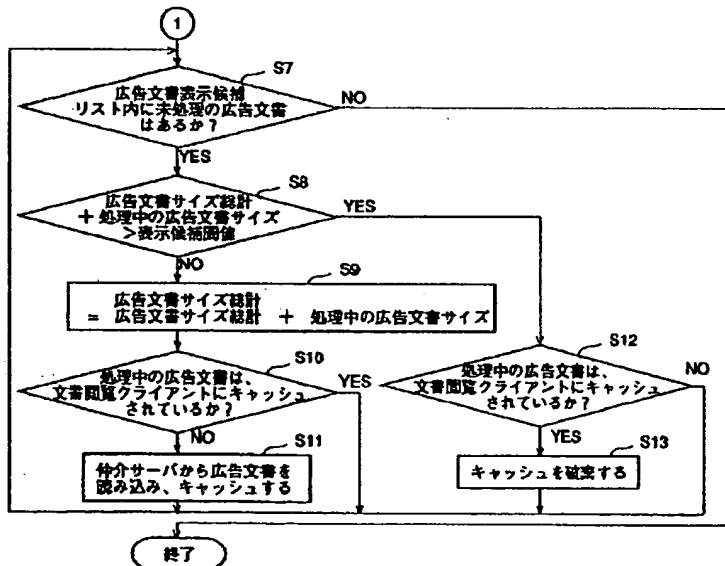 1
S7
広告文書表示候補
リスト内に未処理の広告文書
はあるか？
NO
YES
S8
広告文書サイズ総計
＋処理中の広告文書サイズ
＞表示候補閾値
YES
NO
S9
広告文書サイズ総計
＝ 広告文書サイズ総計 ＋ 処理中の広告文書サイズ
S10
処理中の広告文書は、
文書閲覧クライアントにキャッシュ
されているか？
YES
NO
S11
仲介サーバから広告文書を
読み込み、キャッシュする
S12
処理中の広告文書は、
文書閲覧クライアントにキャッシュ
されているか？
NO
YES
S13
キャッシュを破棄する
終了